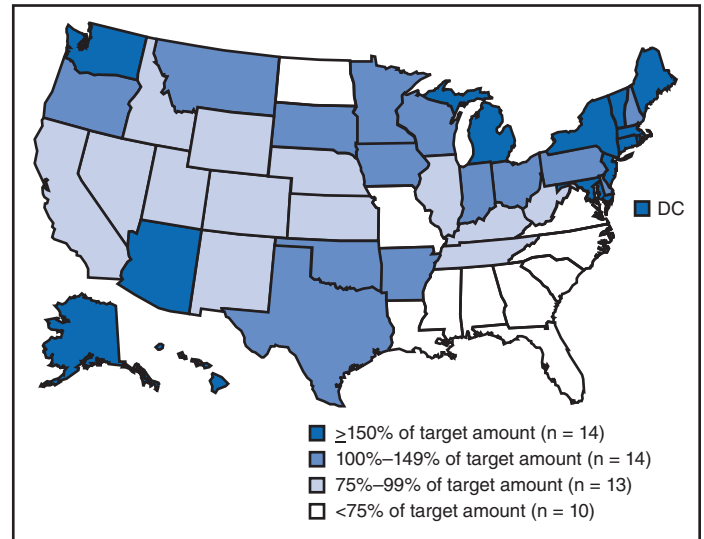 DC
≥150% of target amount (n = 14)
100%–149% of target amount (n = 14)
75%–99% of target amount (n = 13)
<75% of target amount (n = 10)